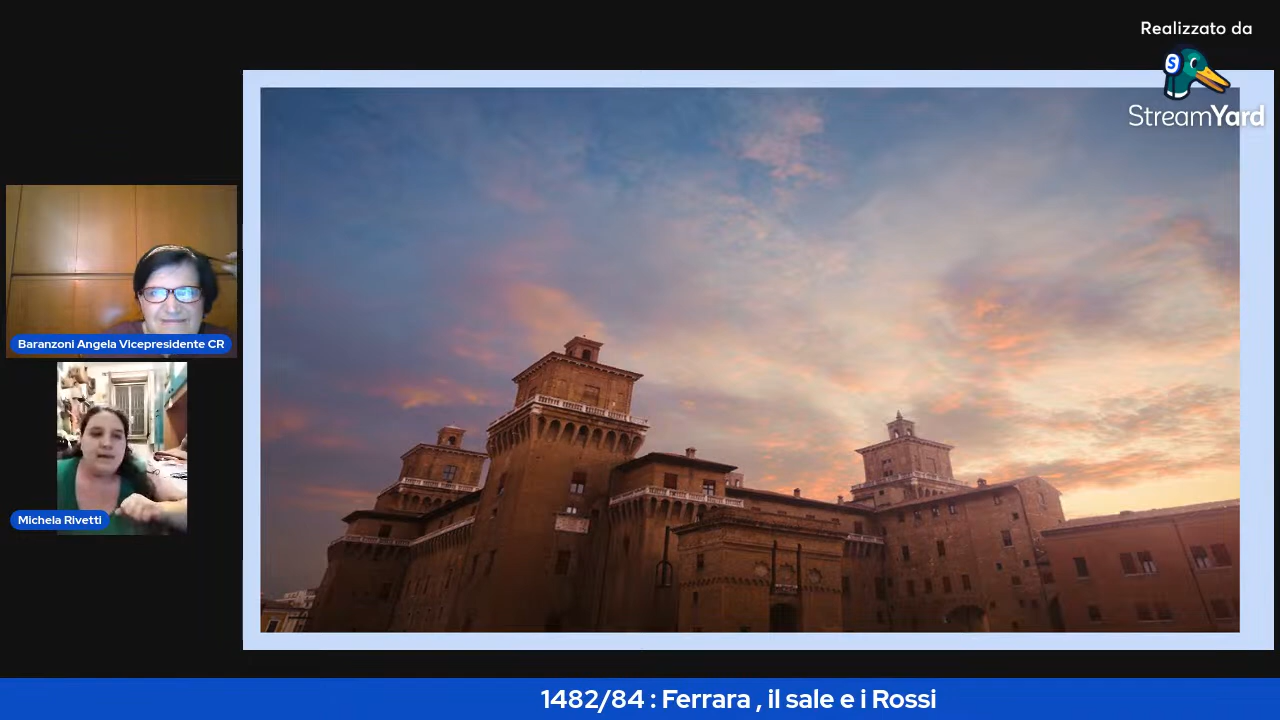 Realizzato da
S
StreamYard
Baranzoni Angela Vicepresidente CR
Michela Rivetti
1482/84 : Ferrara , il sale e i Rossi